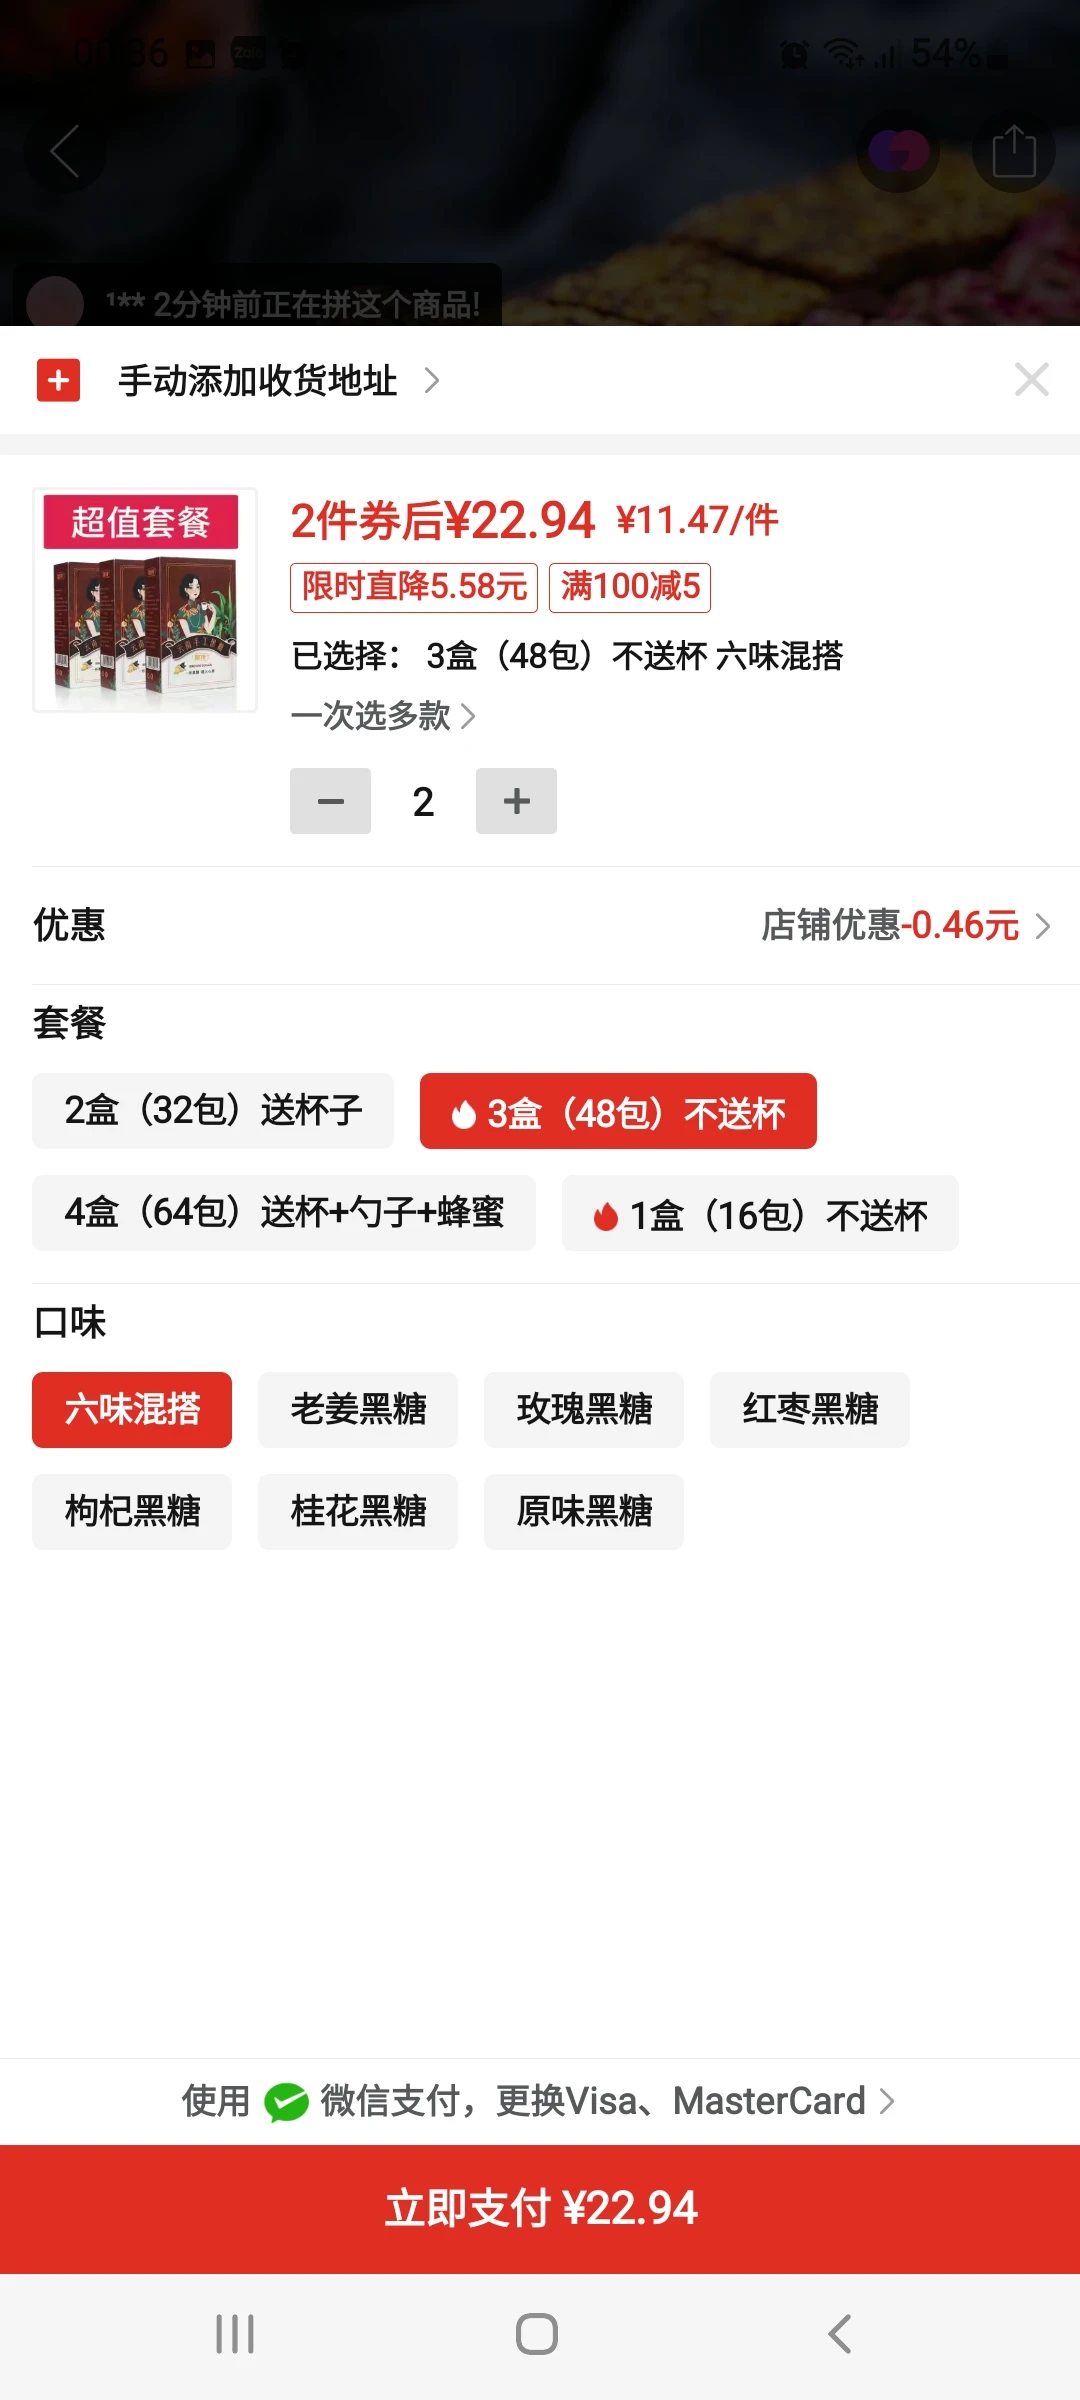 54%
1** 2分钟前正在拼这个商品!
手动添加收货地址
超值套餐
2件券后¥22.94 ¥11.47/件
限时直降5.58元 满100减5
已选择： 3盒（48包）不送杯 六味混搭
一次选多款
2
优惠 店铺优惠-0.46元
套餐
2盒（32包）送杯子 3盒（48包）不送杯
4盒（64包）送杯+勺子+蜂蜜 1盒（16包）不送杯
口味
六味混搭 老姜黑糖 玫瑰黑糖 红枣黑糖
枸杞黑糖 桂花黑糖 原味黑糖
使用 微信支付，更换Visa、MasterCard
立即支付 ¥22.94